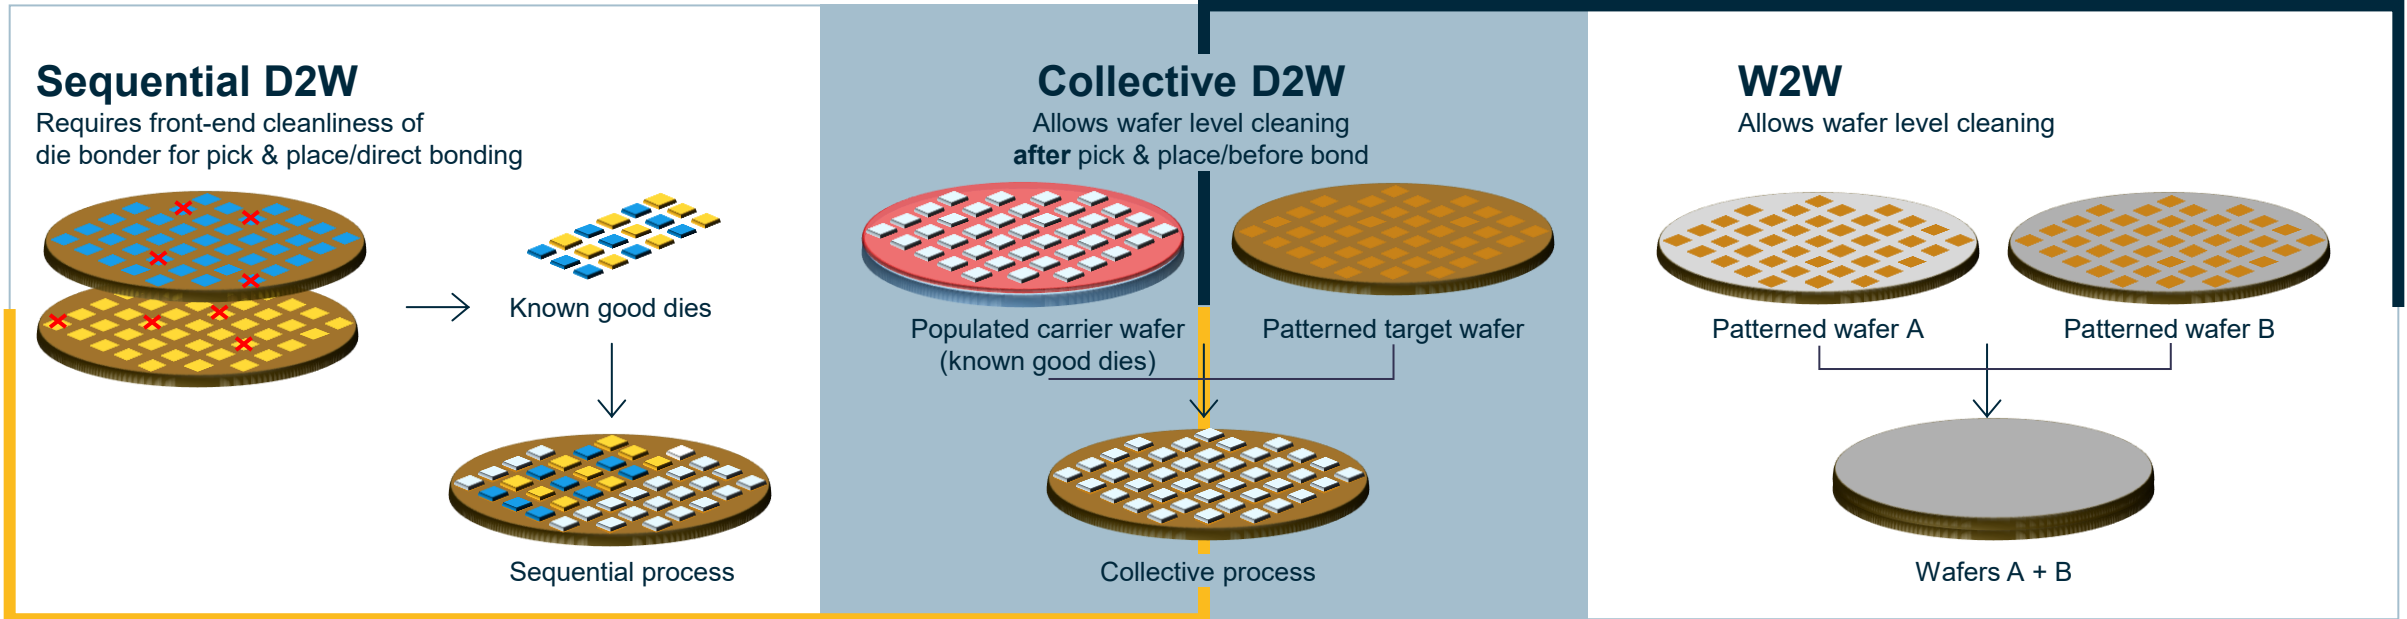 Sequential D2W
Requires front-end cleanliness of
die bonder for pick & place/direct bonding
Known good dies
Sequential process
Collective D2W
Allows wafer level cleaning
after pick & place/before bond
Populated carrier wafer
(known good dies)
Patterned target wafer
Collective process
W2W
Allows wafer level cleaning
Patterned wafer A
Patterned wafer B
Wafers A + B